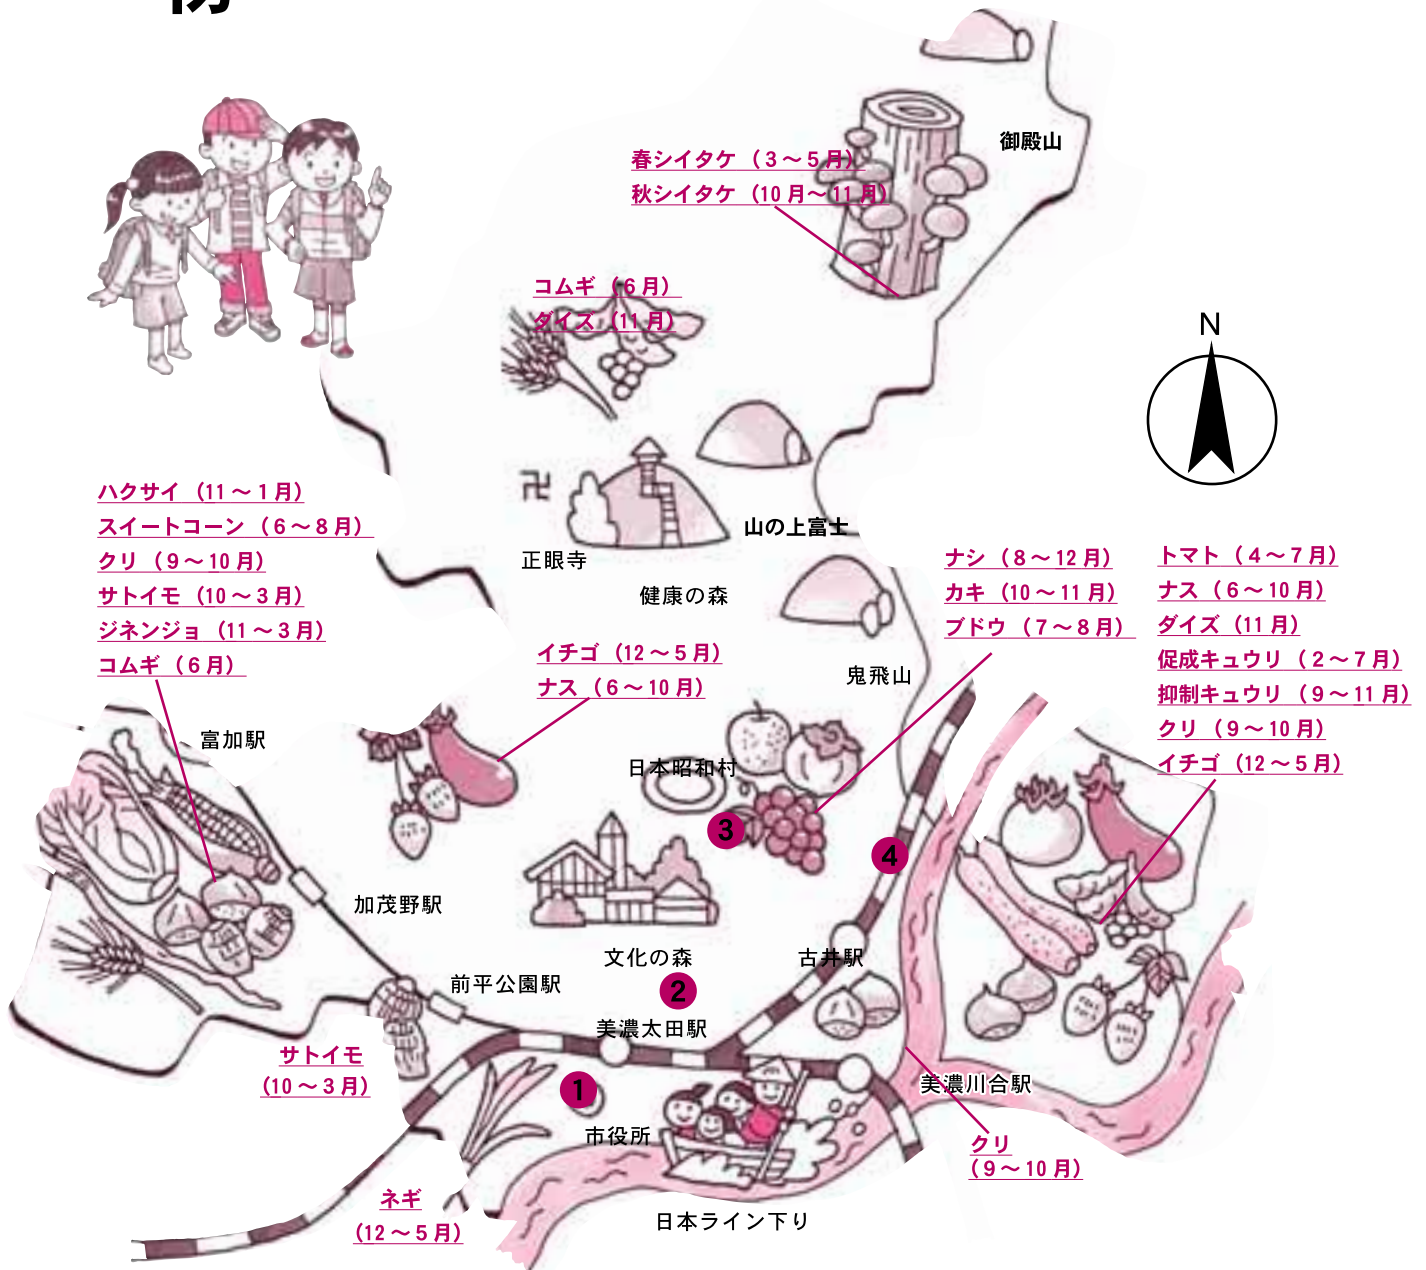 物
御殿山
春シイタケ（3～5月）
秋シイタケ（10月～11月）
コムギ（6月）
ダイズ（11月）
N
卍
正眼寺
山の上富士
健康の森
鬼飛山
ハクサイ（11～1月）
スイートコーン（6～8月）
クリ（9～10月）
サトイモ（10～3月）
ジネンジョ（11～3月）
コムギ（6月）
イチゴ（12～5月）
ナス（6～10月）
ナシ（8～12月）
カキ（10～11月）
ブドウ（7～8月）
トマト（4～7月）
ナス（6～10月）
ダイズ（11月）
促成キュウリ（2～7月）
抑制キュウリ（9～11月）
クリ（9～10月）
イチゴ（12～5月）
富加駅
日本昭和村
3
4
加茂野駅
文化の森
古井駅
前平公園駅
2
美濃太田駅
サトイモ
（10～3月）
1
市役所
美濃川合駅
クリ
（9～10月）
ネギ
（12～5月）
日本ライン下り